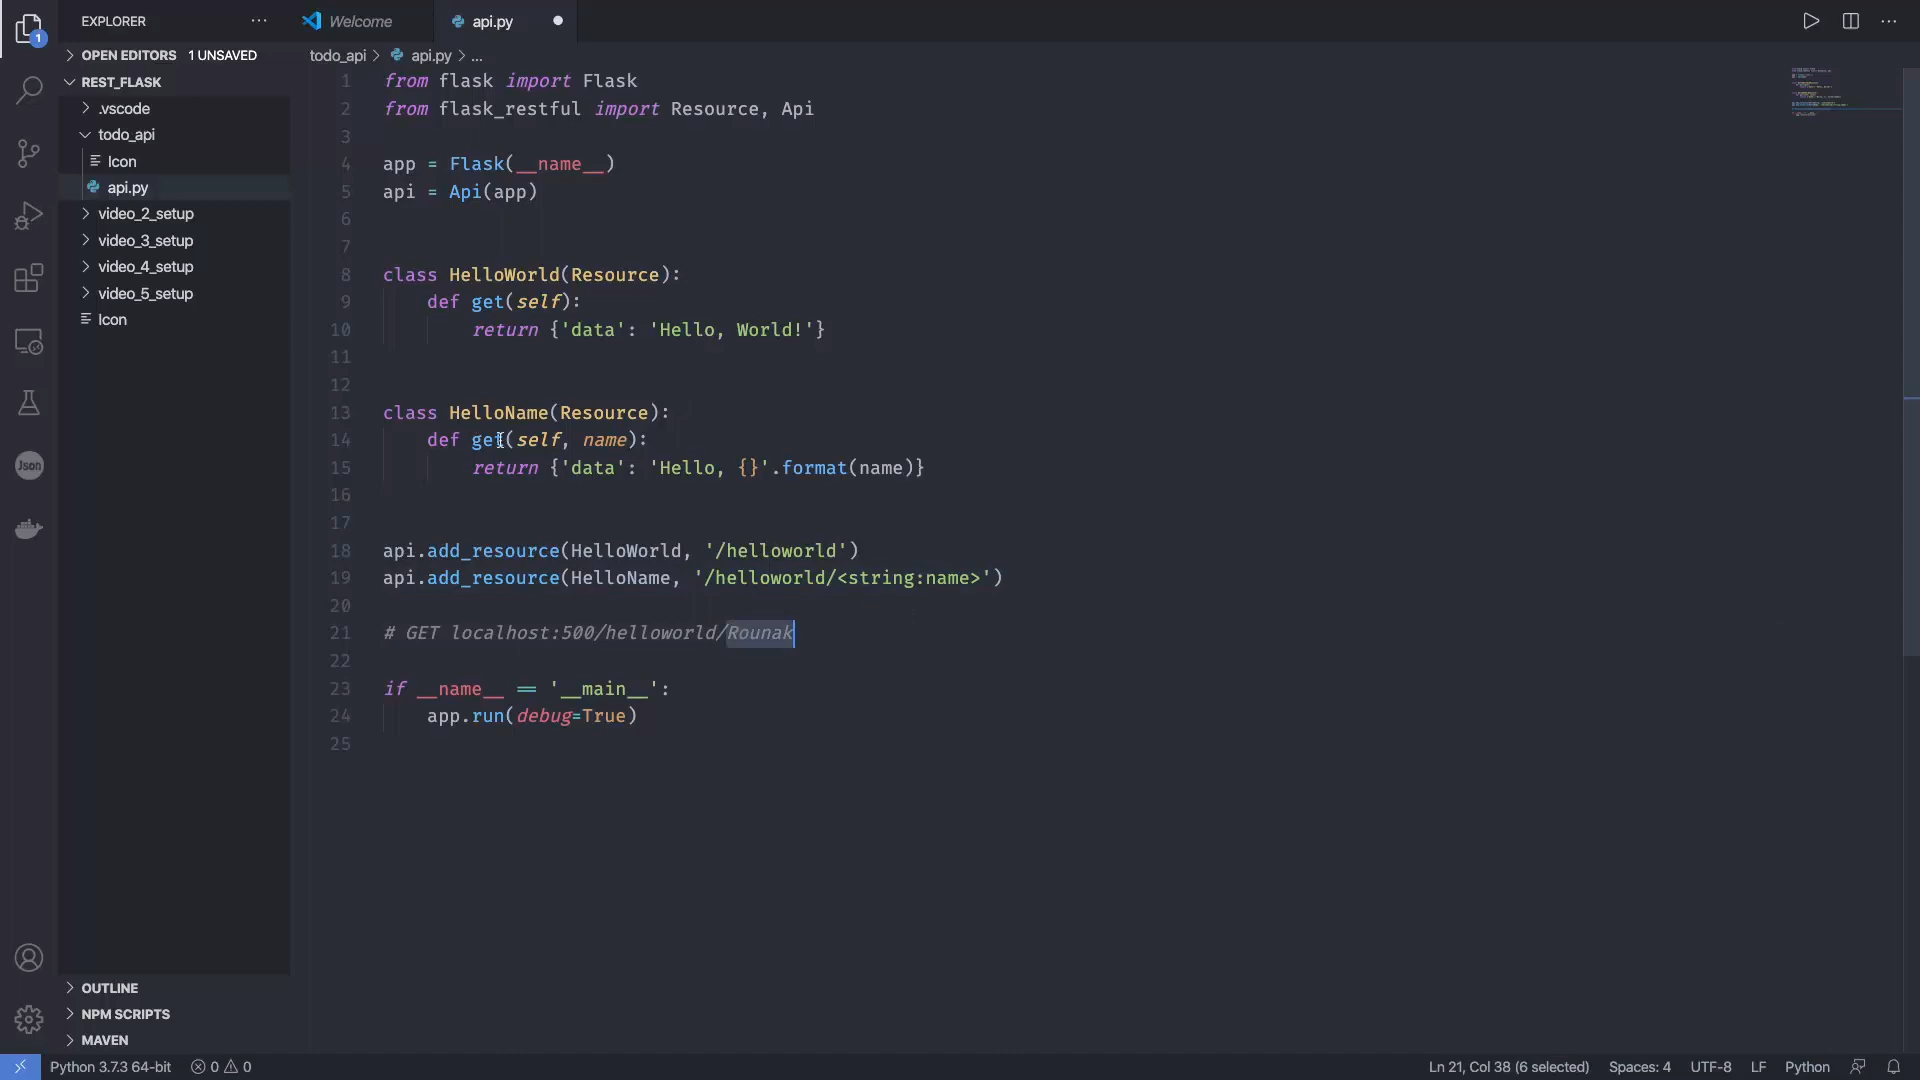 EXPLORER
Welcome
api.py
OPEN EDITORS 1 UNSAVED
todo_api > api.py > ...
REST_FLASK
.vscode
todo_api
Icon
api.py
video_2_setup
video_3_setup
video_4_setup
video_5_setup
Icon
1 from flask import Flask
2 from flask_restful import Resource, Api
3
4 app = Flask(__name__)
5 api = Api(app)
6
7
8 class HelloWorld(Resource):
9 def get(self):
10 return {'data': 'Hello, World!'}
11
12
13 class HelloName(Resource):
14 def get(self, name):
15 return {'data': 'Hello, {}'.format(name)}
16
17
18 api.add_resource(HelloWorld, '/helloworld')
19 api.add_resource(HelloName, '/helloworld/<string:name>')
20
21 # GET localhost:500/helloworld/Rounak
22
23 if __name__ == '__main__':
24 app.run(debug=True)
25
1
Json
OUTLINE
NPM SCRIPTS
MAVEN
Python 3.7.3 64-bit 0 0 Ln 21, Col 38 (6 selected) Spaces: 4 UTF-8 LF Python